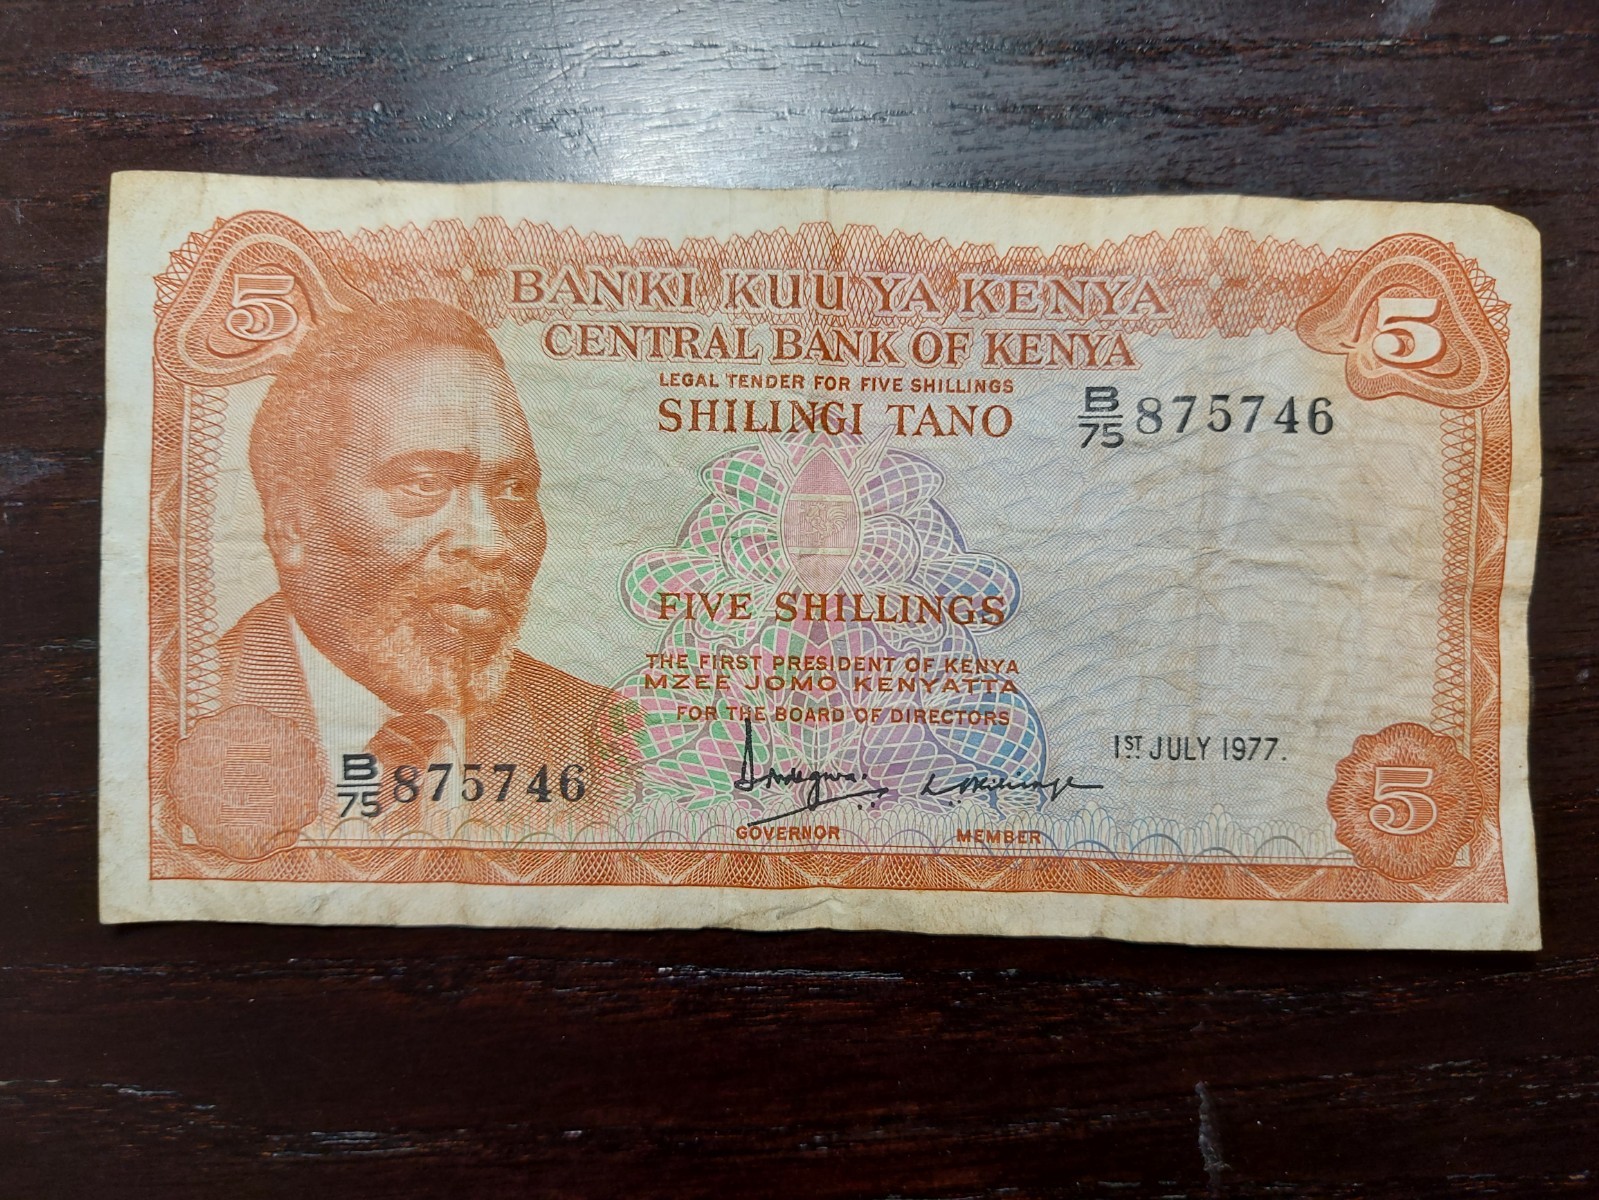 5
5
BANKI KUU YA KENYA
CENTRAL BANK OF KENYA
LEGAL TENDER FOR FIVE SHILLINGS
SHILINGI TANO
B/75 875746
FIVE SHILLINGS
THE FIRST PRESIDENT OF KENYA
MZEE JOMO KENYATTA
FOR THE BOARD OF DIRECTORS
1ST JULY 1977.
B/75 875746
GOVERNOR MEMBER
5
5